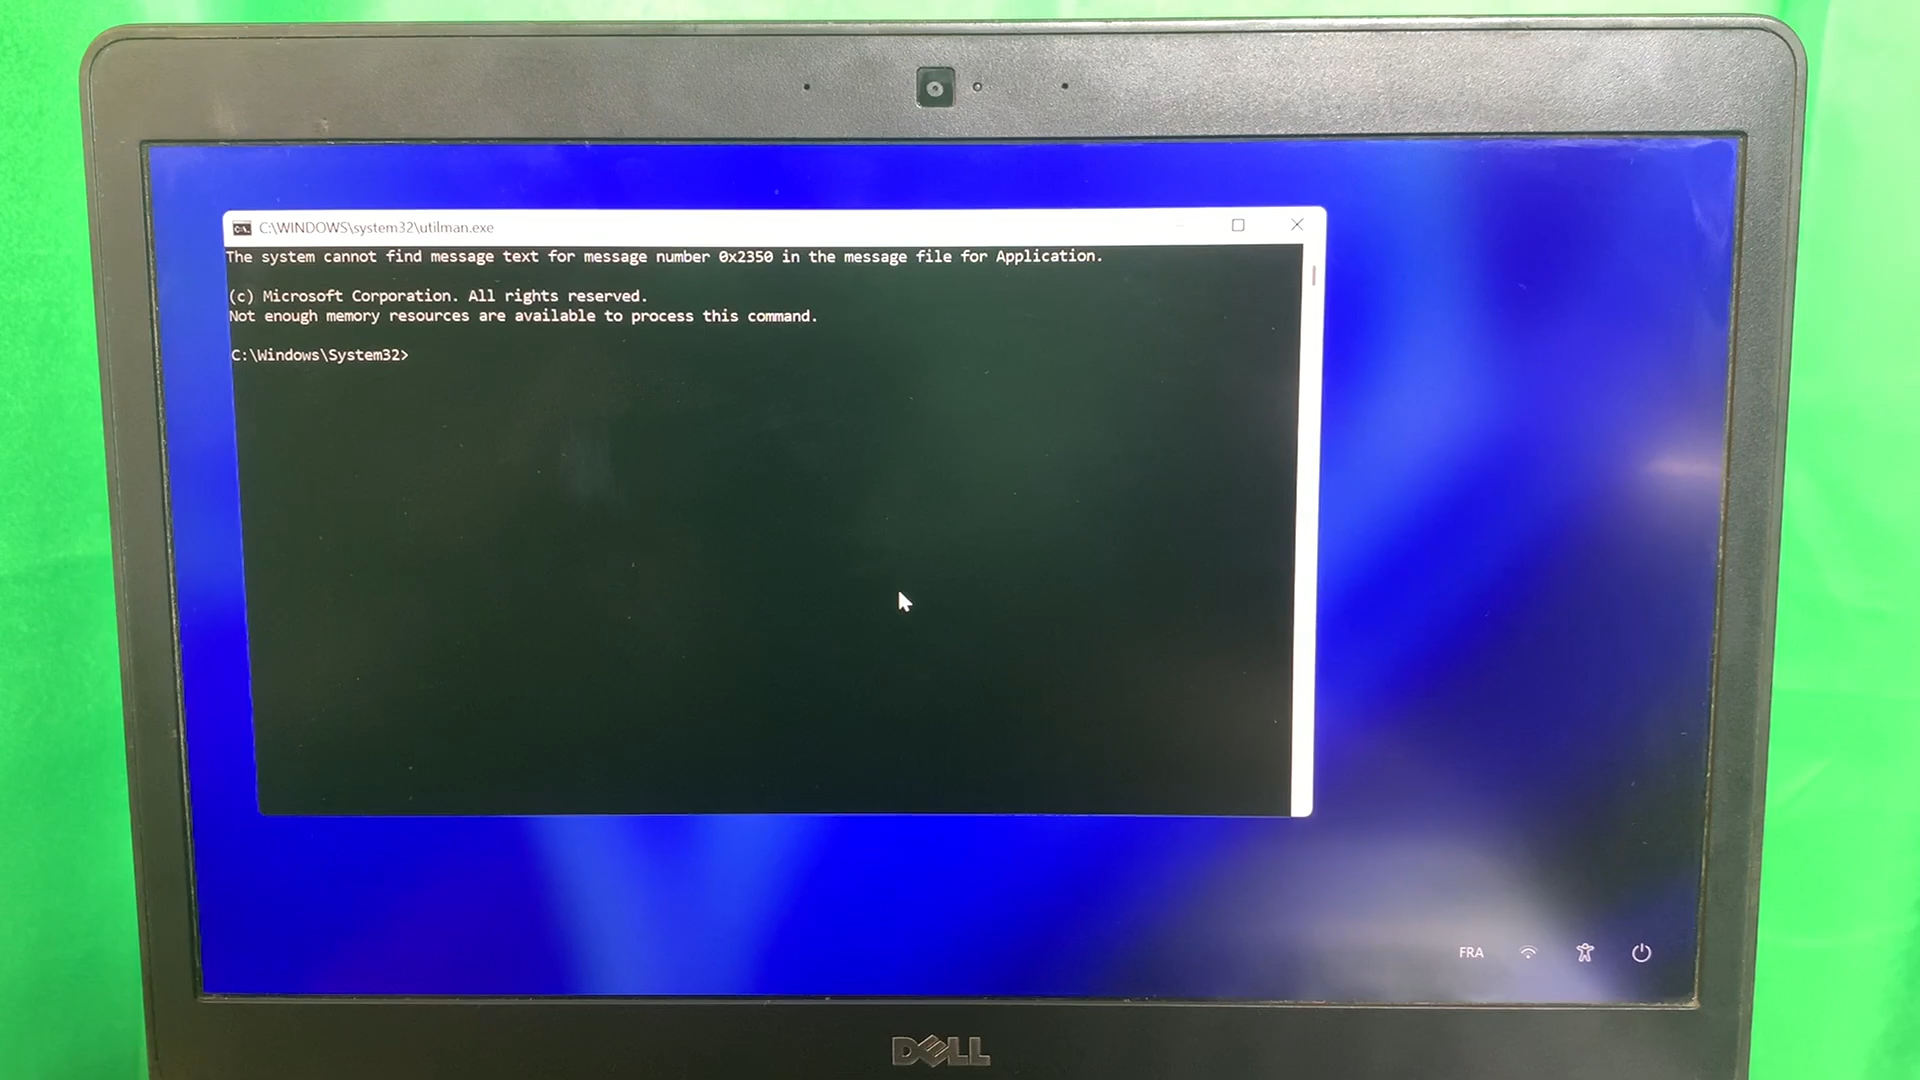 C:\WINDOWS\system32\utilman.exe
The system cannot find message text for message number 0x2350 in the message file for Application.
(c) Microsoft Corporation. All rights reserved.
Not enough memory resources are available to process this command.
C:\Windows\System32>
FRA
DELL